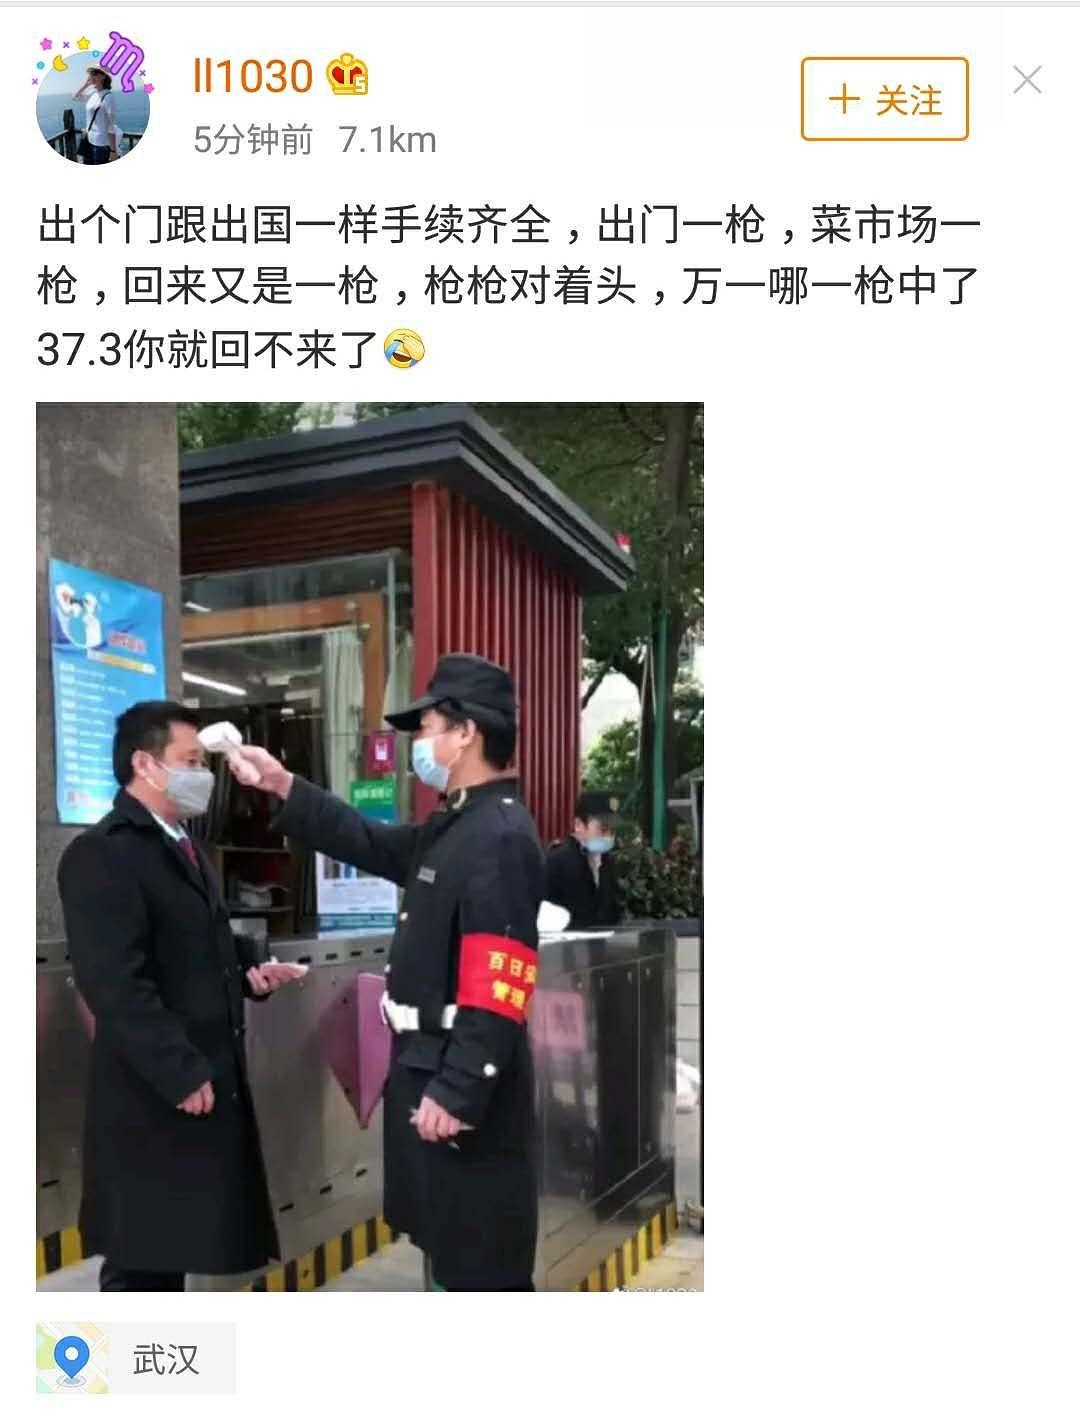 ll1030
5分钟前 7.1km
+ 关注
出个门跟出国一样手续齐全，出门一枪，菜市场一
枪，回来又是一枪，枪枪对着头，万一哪一枪中了
37.3你就回不来了
百日
管理
武汉